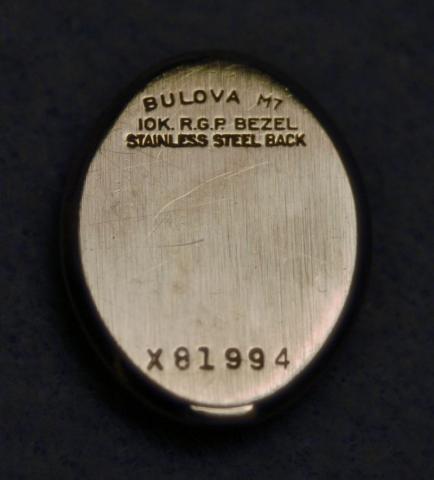 BULOVA M7
10K. R.G.P. BEZEL
STAINLESS STEEL BACK
X81994